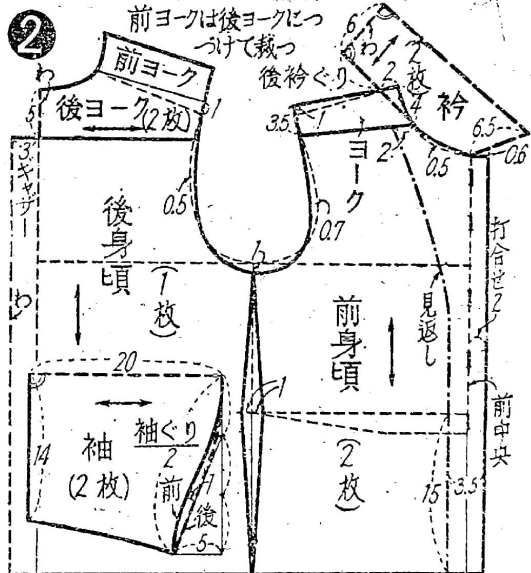 2
前ヨークは後ヨークにつ
づけて裁つ
前ヨーク
わ
5
後ヨーク(2枚)
1
3.ギャザー
後衿ぐり
3.5
1
2
4
ヨーク
2
6
6
わ
(2枚)
衿
6.5
0.6
0.5
0.5
0.7
後身頃
(1枚)
わ
打合せ2
見返し
前中央
前身頃
(2枚)
1
20
14
袖
(2枚)
袖ぐり
2
前
1
後
5
15
3.5